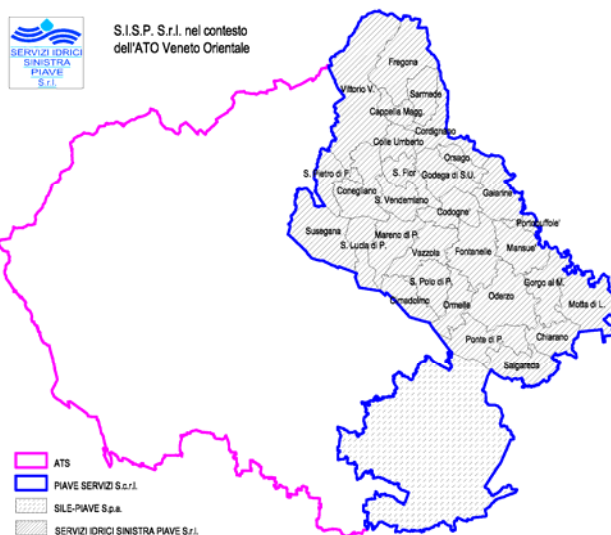 SERVIZI IDRICI
SINISTRA
PIAVE
S.r.l.
S.I.S.P. S.r.l. nel contesto
dell'ATO Veneto Orientale
Fregona
Vittorio V.
Sarmede
Cappella Magg.
Cordignano
Colle Umberto
Orsago
S. Pietro di F.
S. Fior
Godega di S.U.
Conegliano
Gaiarine
S. Vendemiano
Codogne'
Portobuffole'
Susegana
Mareno di P.
S. Lucia di P.
Vazzola
Fontanelle
Mansue'
S. Polo di P.
Gorgo al M.
Cimadolmo
Ormelle
Oderzo
Motta di L.
Ponte di P.
Chiarano
Salgareda
ATS
PIAVE SERVIZI S.c.r.l.
SILE-PIAVE S.p.a.
SERVIZI IDRICI SINISTRA PIAVE S.r.l.